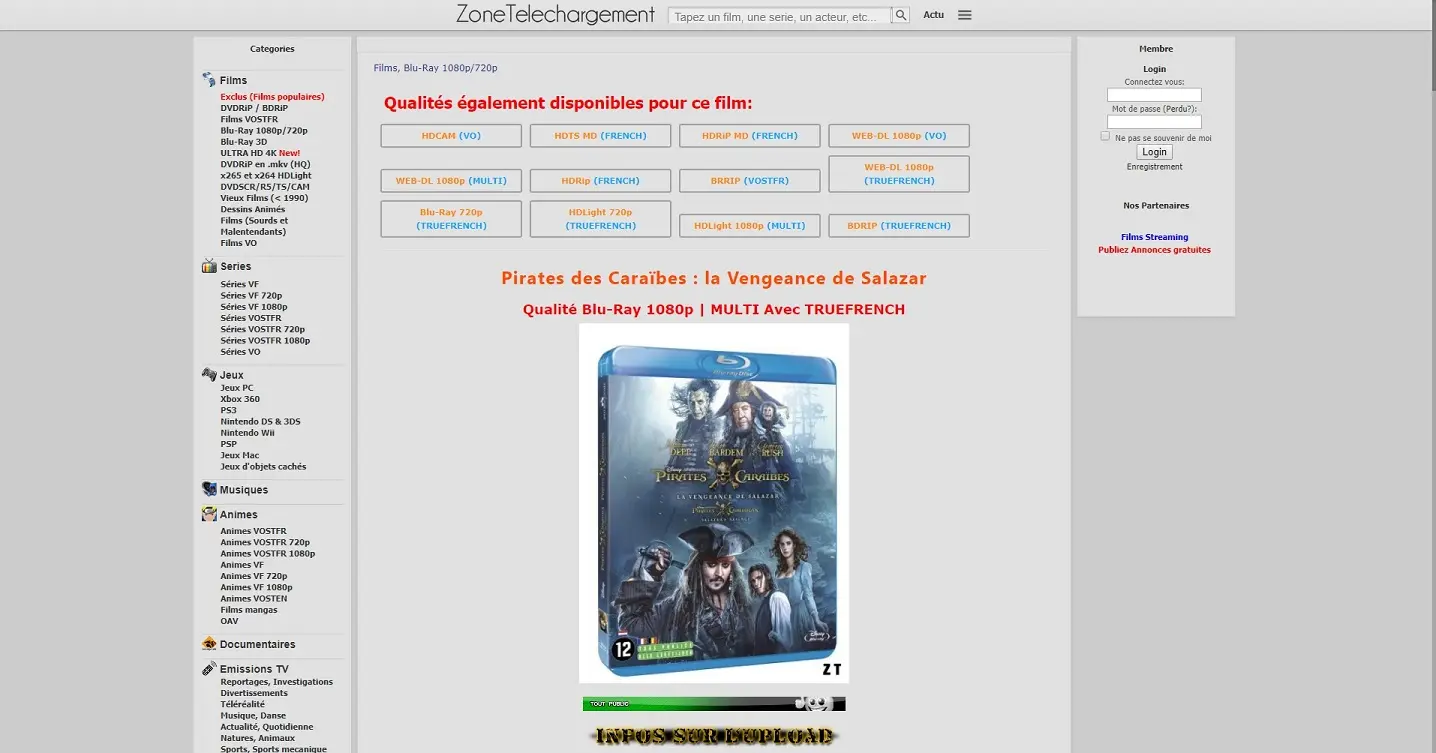 ZoneTelechargement
Tapez un film, une serie, un acteur, etc...
Actu
Categories
Films
Exclus (Films populaires)
DVDRiP / BDRiP
Films VOSTFR
Blu-Ray 1080p/720p
Blu-Ray 3D
ULTRA HD 4K New!
DVDRiP en .mkv (HQ)
x265 et x264 HDLight
DVDSCR/R5/TS/CAM
Vieux Films (< 1990)
Dessins Animés
Films (Sourds et
Malentendants)
Films VO
Series
Séries VF
Séries VF 720p
Séries VF 1080p
Séries VOSTFR
Séries VOSTFR 720p
Séries VOSTFR 1080p
Séries VO
Jeux
Jeux PC
Xbox 360
PS3
Nintendo DS & 3DS
Nintendo Wii
PSP
Jeux Mac
Jeux d'objets cachés
Musiques
Animes
Animes VOSTFR
Animes VOSTFR 720p
Animes VOSTFR 1080p
Animes VF
Animes VF 720p
Animes VF 1080p
Animes VOSTEN
Films mangas
OAV
Documentaires
Emissions TV
Reportages, Investigations
Divertissements
Téléréalité
Musique, Danse
Actualité, Quotidienne
Natures, Animaux
Sports, Sports mecanique
Films, Blu-Ray 1080p/720p
Qualités également disponibles pour ce film:
HDCAM (VO)
HDTS MD (FRENCH)
HDRiP MD (FRENCH)
WEB-DL 1080p (VO)
WEB-DL 1080p (MULTI)
HDRip (FRENCH)
BRRIP (VOSTFR)
WEB-DL 1080p
(TRUEFRENCH)
Blu-Ray 720p
(TRUEFRENCH)
HDLight 720p
(TRUEFRENCH)
HDLight 1080p (MULTI)
BDRIP (TRUEFRENCH)
Pirates des Caraïbes : la Vengeance de Salazar
Qualité Blu-Ray 1080p | MULTI Avec TRUEFRENCH
Blu-ray Disc
DEPP BARDEM RUSH
Disney
PIRATES CARAIBES
LA VENGEANCE DE SALAZAR
12
ZT
TOUT PUBLIC
INFOS SUR L'UPLOAD
Membre
Login
Connectez vous:
Mot de passe (Perdu?):
Ne pas se souvenir de moi
Login
Enregistrement
Nos Partenaires
Films Streaming
Publiez Annonces gratuites